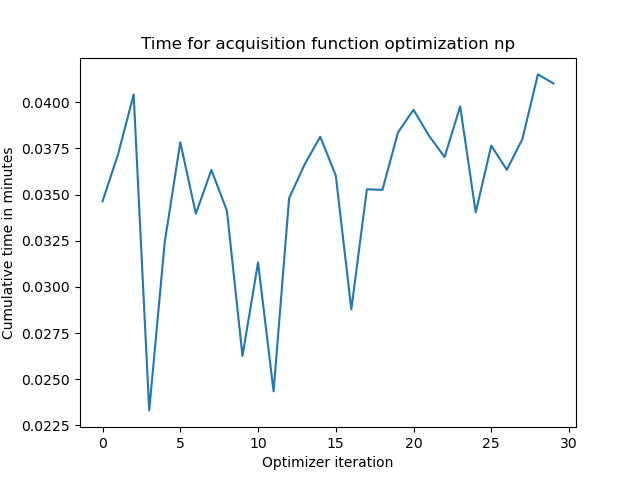 Time for acquisition function optimization np
Cumulative time in minutes
0.0400
0.0375
0.0350
0.0325
0.0300
0.0275
0.0250
0.0225
0 5 10 15 20 25 30
Optimizer iteration